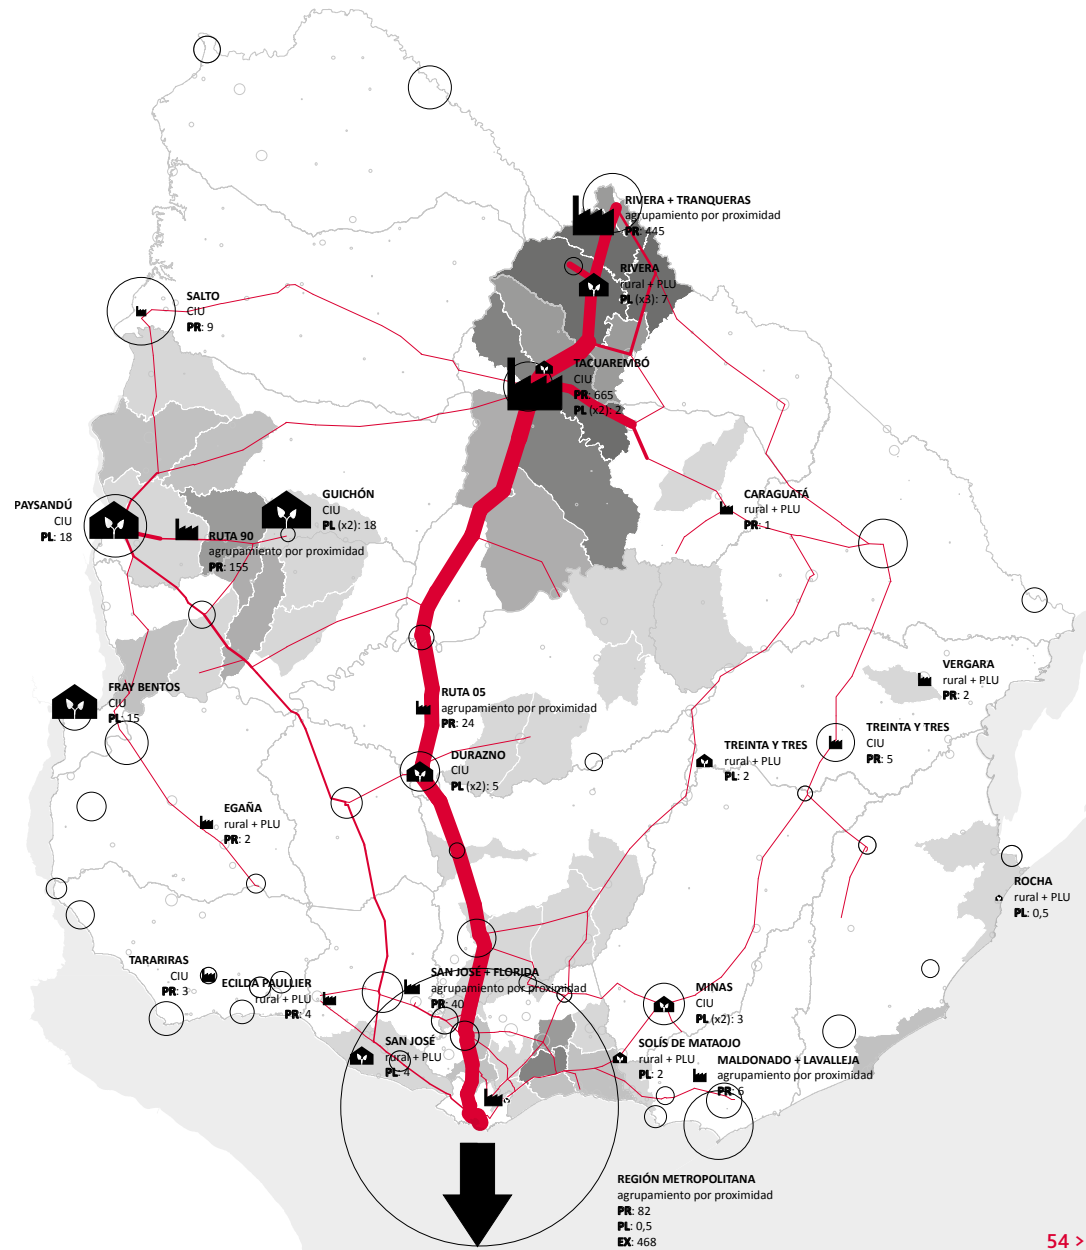 RIVERA + TRANQUERAS
agrupamiento por proximidad
PR: 445
RIVERA
rural + PLU
PL (x3): 7
SALTO
CIU
PR: 9
TACUAREMBÓ
CIU
PR: 665
PL (x2): 2
PAYSANDÚ
CIU
PL: 18
GUICHÓN
CIU
PL (x2): 18
RUTA 90
agrupamiento por proximidad
PR: 155
CARAGUATÁ
rural + PLU
PR: 1
VERGARA
rural + PLU
PR: 2
FRAY BENTOS
CIU
PL: 15
RUTA 05
agrupamiento por proximidad
PR: 24
TREINTA Y TRES
CIU
PR: 5
TREINTA Y TRES
rural + PLU
PL: 2
DURAZNO
CIU
PL (x2): 5
EGAÑA
rural + PLU
PR: 2
ROCHA
rural + PLU
PL: 0,5
TARARIRAS
CIU
PR: 3
ECILDA PAULLIER
rural + PLU
PR: 4
SAN JOSÉ + FLORIDA
agrupamiento por proximidad
PR: 40
MINAS
CIU
PL (x2): 3
SAN JOSÉ
rural + PLU
PL: 4
SOLÍS DE MATAOJO
rural + PLU
PL: 2
MALDONADO + LAVALLEJA
agrupamiento por proximidad
PR: 6
REGIÓN METROPOLITANA
agrupamiento por proximidad
PR: 82
PL: 0,5
EX: 468
54 >